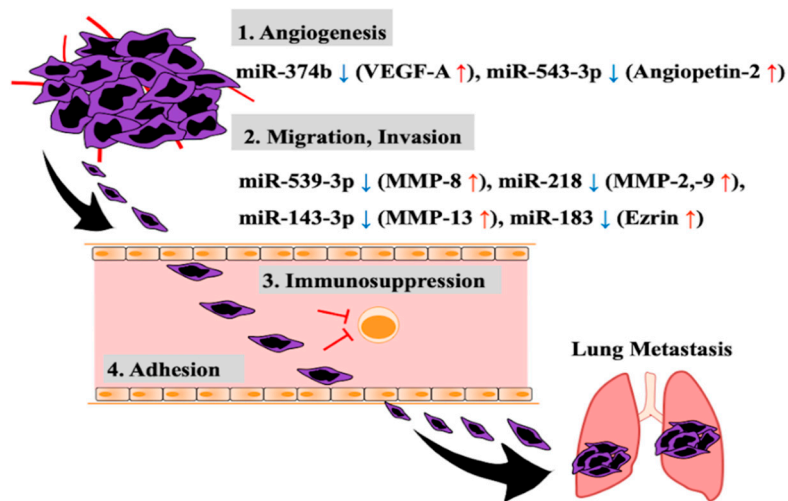 1. Angiogenesis
miR-374b ↓ (VEGF-A ↑), miR-543-3p ↓ (Angiopetin-2 ↑)
2. Migration, Invasion
miR-539-3p ↓ (MMP-8 ↑), miR-218 ↓ (MMP-2,-9 ↑),
miR-143-3p ↓ (MMP-13 ↑), miR-183 ↓ (Ezrin ↑)
3. Immunosuppression
4. Adhesion
Lung Metastasis